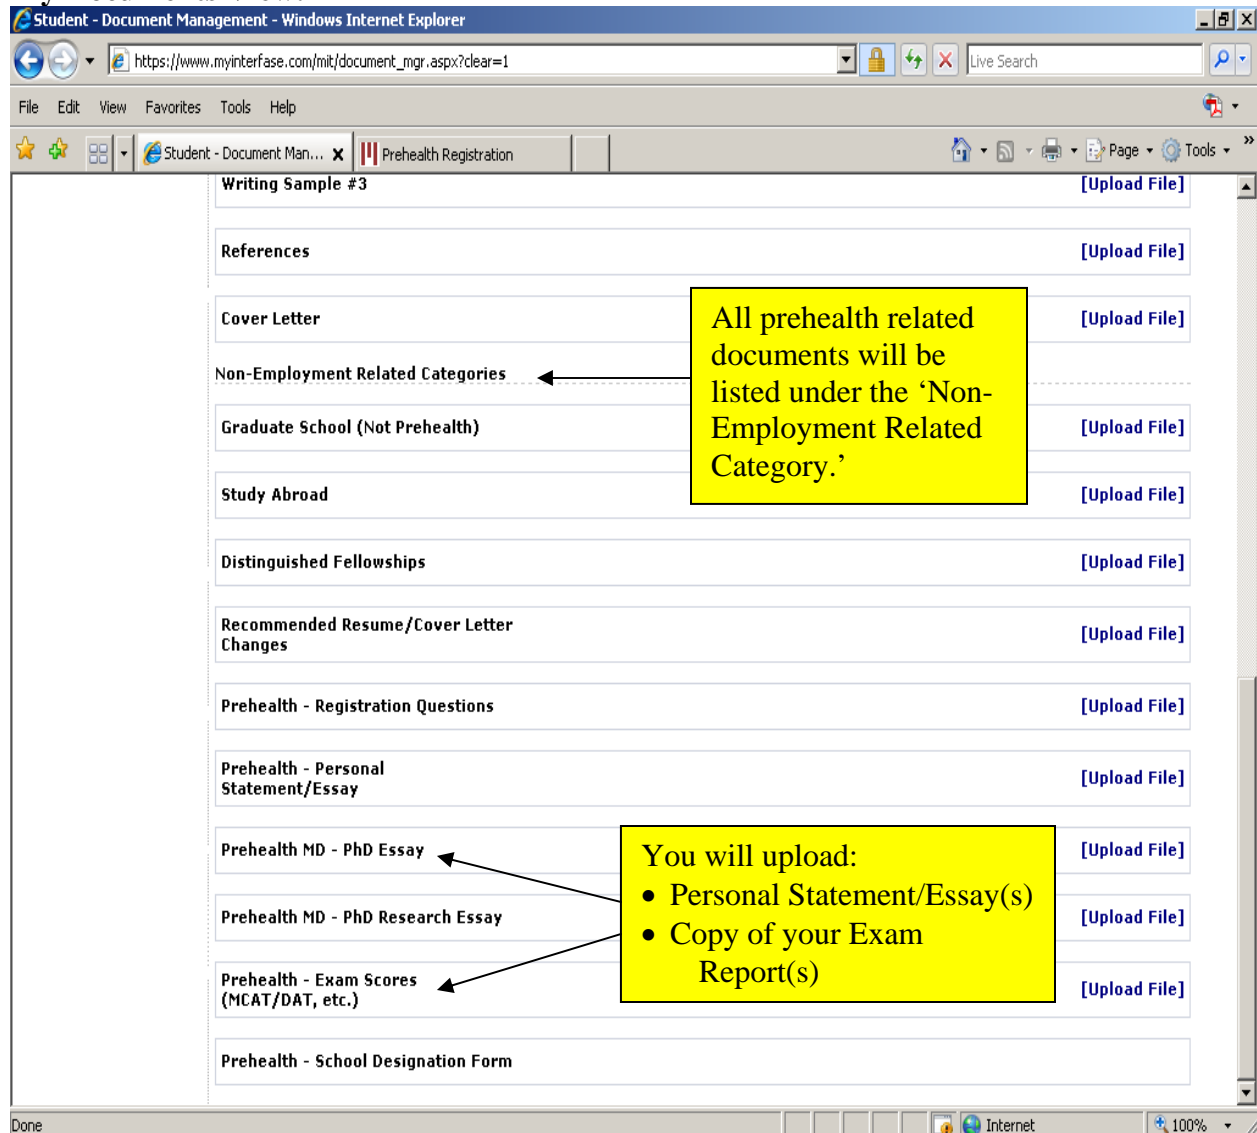 Student - Document Management - Windows Internet Explorer
https://www.myinterfase.com/mit/document_mgr.aspx?clear=1
Live Search
File Edit View Favorites Tools Help
Student - Document Man... Prehealth Registration
Page Tools »
Writing Sample #3 [Upload File]
References [Upload File]
Cover Letter [Upload File]
Non-Employment Related Categories
All prehealth related
documents will be
listed under the ‘Non-
Employment Related
Category.’
Graduate School (Not Prehealth) [Upload File]
Study Abroad [Upload File]
Distinguished Fellowships [Upload File]
Recommended Resume/Cover Letter
Changes [Upload File]
Prehealth - Registration Questions [Upload File]
Prehealth - Personal
Statement/Essay [Upload File]
Prehealth MD - PhD Essay [Upload File]
You will upload:
• Personal Statement/Essay(s)
• Copy of your Exam
Report(s)
Prehealth MD - PhD Research Essay [Upload File]
Prehealth - Exam Scores
(MCAT/DAT, etc.) [Upload File]
Prehealth - School Designation Form
Done Internet 100%